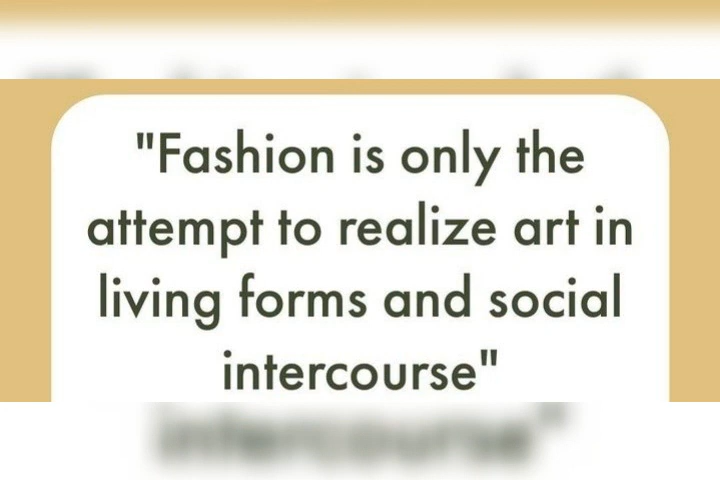 "Fashion is only the
attempt to realize art in
living forms and social
intercourse"